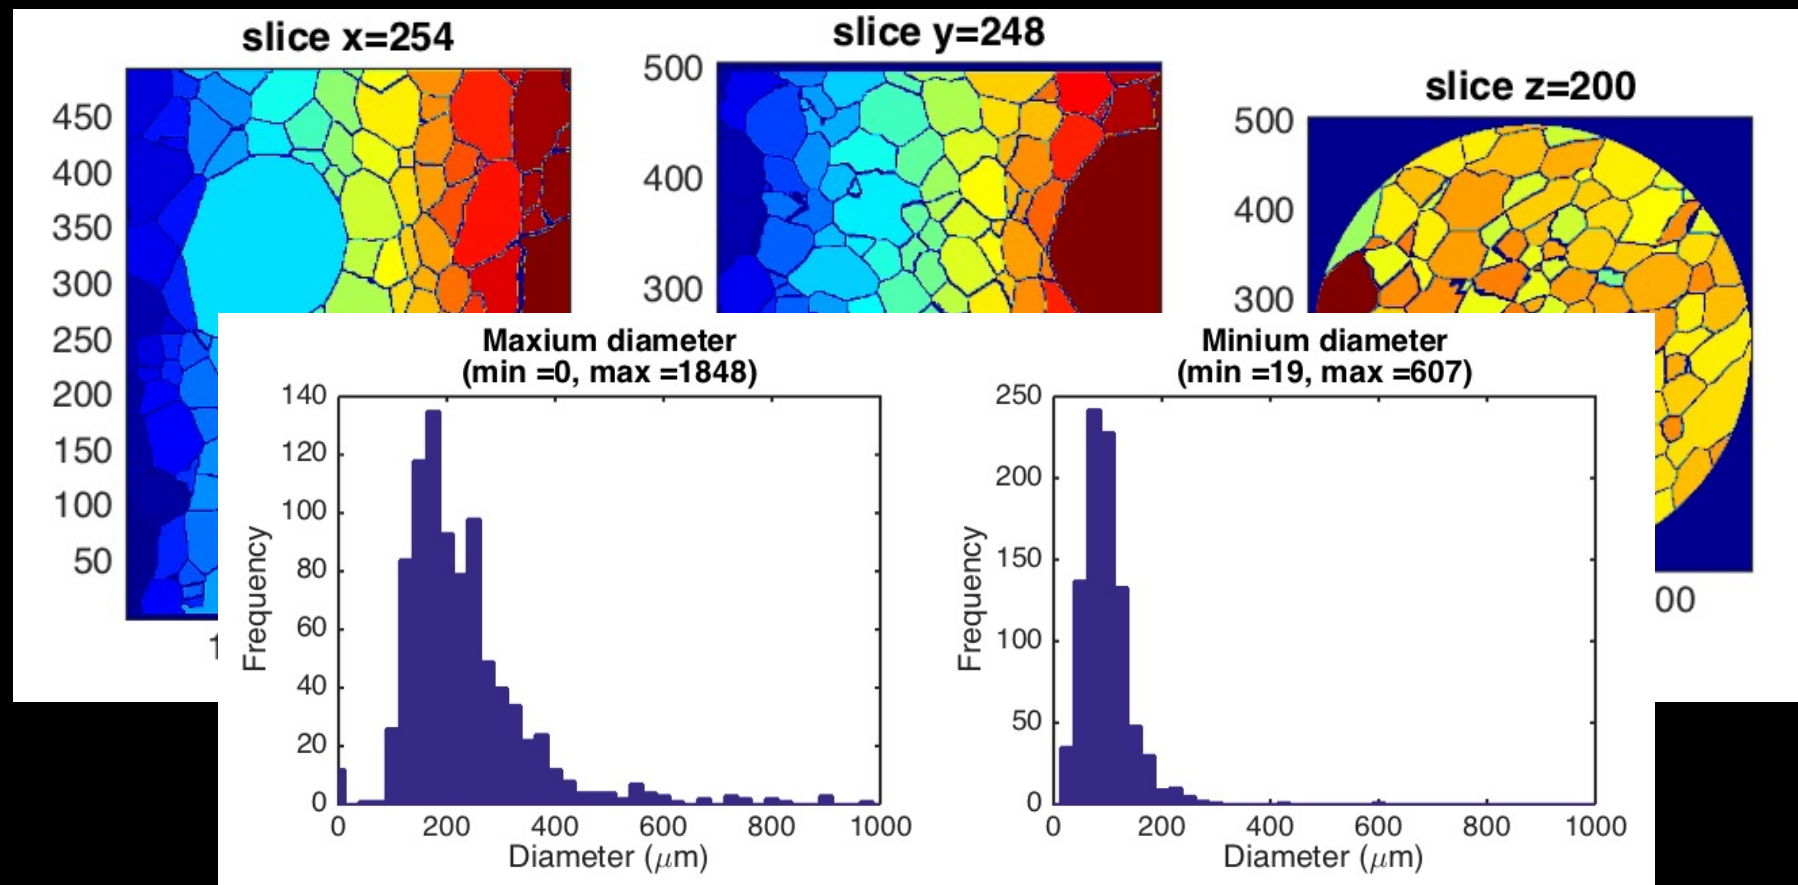 slice x=254
450
400
350
300
250
200
150
100
50
slice y=248
500
400
300
slice z=200
500
400
300
00
Maxium diameter
(min =0, max =1848)
140
120
100
80
60
40
20
0
Frequency
0 200 400 600 800 1000
Diameter (μm)
Minium diameter
(min =19, max =607)
250
200
150
100
50
0
Frequency
0 200 400 600 800 1000
Diameter (μm)